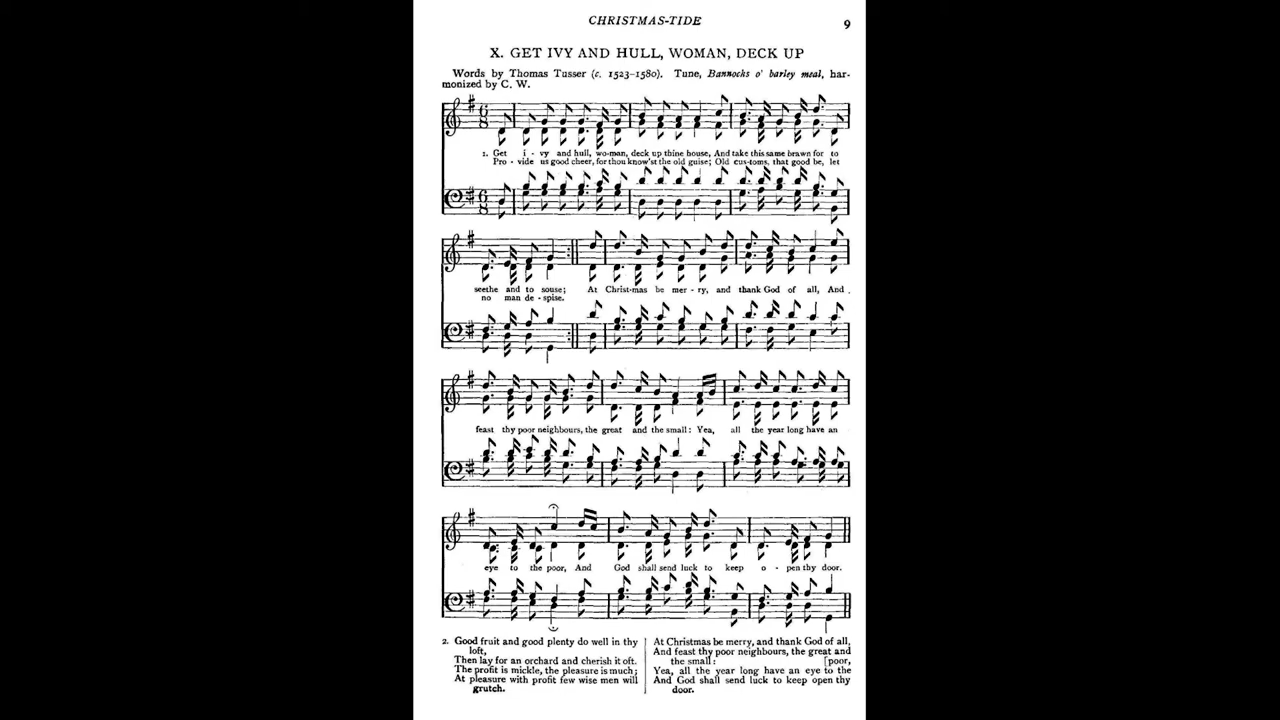 CHRISTMAS-TIDE
9
X. GET IVY AND HULL, WOMAN, DECK UP
Words by Thomas Tusser (c. 1523–1580). Tune, Bannocks o' barley meal, har-
monized by C. W.
1. Get i - vy and hull, wo-man, deck up thine house, And take this same brawn for to
Pro - vide us good cheer, for thou know'st the old guise; Old cus-toms, that good be, let
seethe and to souse; At Christ-mas be mer - ry, and thank God of all, And
no man de - spise.
feast thy poor neighbours, the great and the small: Yea, all the year long have an
eye to the poor, And God shall send luck to keep o - pen thy door.
2. Good fruit and good plenty do well in thy
loft,
Then lay for an orchard and cherish it oft.
The profit is mickle, the pleasure is much;
At pleasure with profit few wise men will
grutch.
At Christmas be merry, and thank God of all,
And feast thy poor neighbours, the great and
the small: [poor,
Yea, all the year long have an eye to the
And God shall send luck to keep open thy
door.